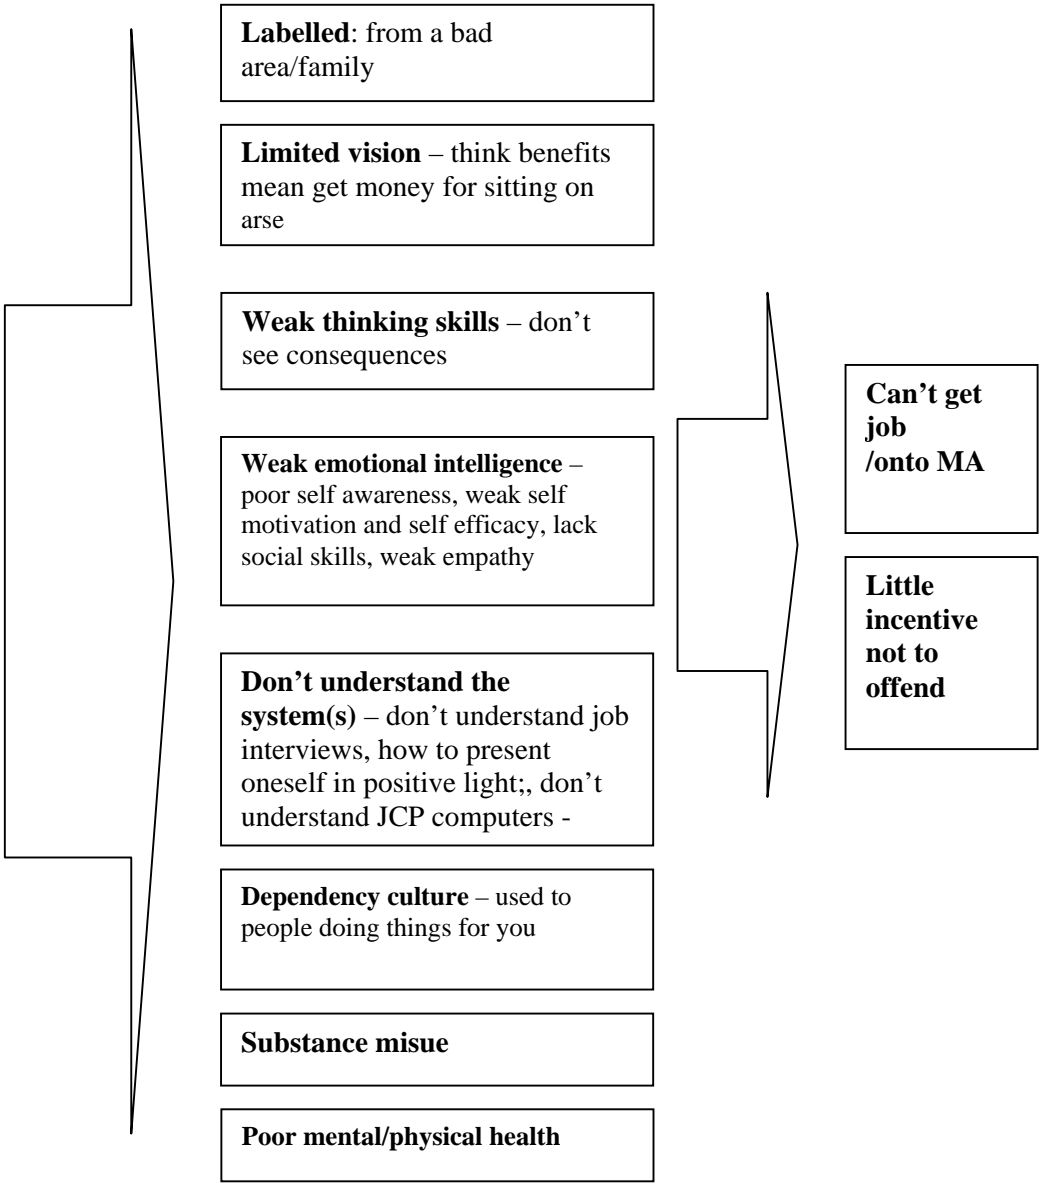 Labelled: from a bad
area/family
Limited vision – think benefits
mean get money for sitting on
arse
Weak thinking skills – don’t
see consequences
Weak emotional intelligence –
poor self awareness, weak self
motivation and self efficacy, lack
social skills, weak empathy
Don’t understand the
system(s) – don’t understand job
interviews, how to present
oneself in positive light;, don’t
understand JCP computers -
Dependency culture – used to
people doing things for you
Substance misue
Poor mental/physical health
Can’t get
job
/onto MA
Little
incentive
not to
offend